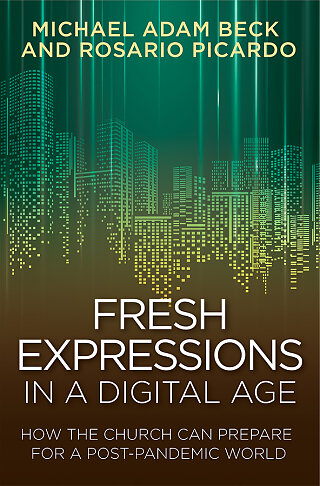 MICHAEL ADAM BECK
AND ROSARIO PICARDO
FRESH
EXPRESSIONS
IN A DIGITAL AGE
HOW THE CHURCH CAN PREPARE
FOR A POST-PANDEMIC WORLD